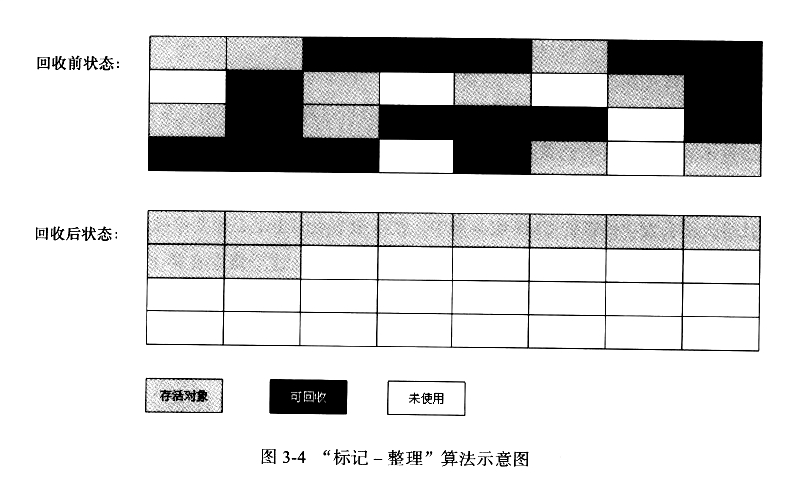 回收前状态：
回收后状态：
存活对象
可回收
未使用
图 3-4 “标记 – 整理”算法示意图